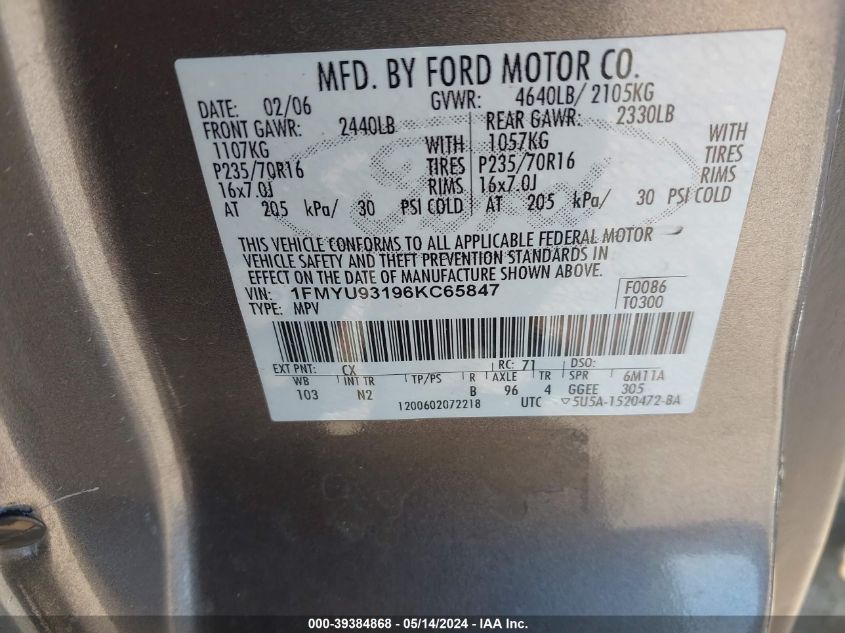 MFD. BY FORD MOTOR CO.
DATE: 02/06 GVWR: 4640LB/ 2105KG
FRONT GAWR: 2440LB REAR GAWR: 2330LB
1107KG WITH 1057KG WITH
P235/70R16 TIRES P235/70R16 TIRES
16x7.0J RIMS 16x7.0J RIMS
AT 205 kPa/ 30 PSI COLD AT 205 kPa/ 30 PSI COLD
THIS VEHICLE CONFORMS TO ALL APPLICABLE FEDERAL MOTOR
VEHICLE SAFETY AND THEFT PREVENTION STANDARDS IN
EFFECT ON THE DATE OF MANUFACTURE SHOWN ABOVE.
VIN: 1FMYU93196KC65847 F0086
TYPE: MPV T0300
EXT PNT: CX RC: 71 DSO:
WB INT TR TP/PS R AXLE TR SPR 6M11A
103 N2 B 96 4 GGEE 305
1200602072218 UTC ▽5U5A-1520472-BA
000-39384868 - 05/14/2024 - IAA Inc.